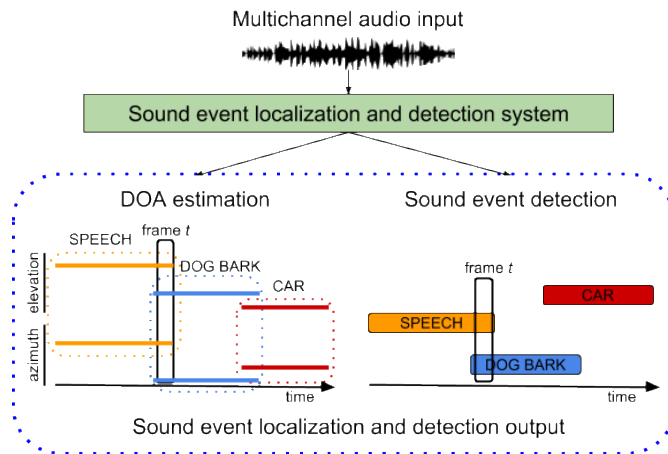 Multichannel audio input
Sound event localization and detection system
DOA estimation
Sound event detection
SPEECH
frame t
DOG BARK
CAR
elevation
azimuth
time
frame t
CAR
SPEECH
DOG BARK
time
Sound event localization and detection output